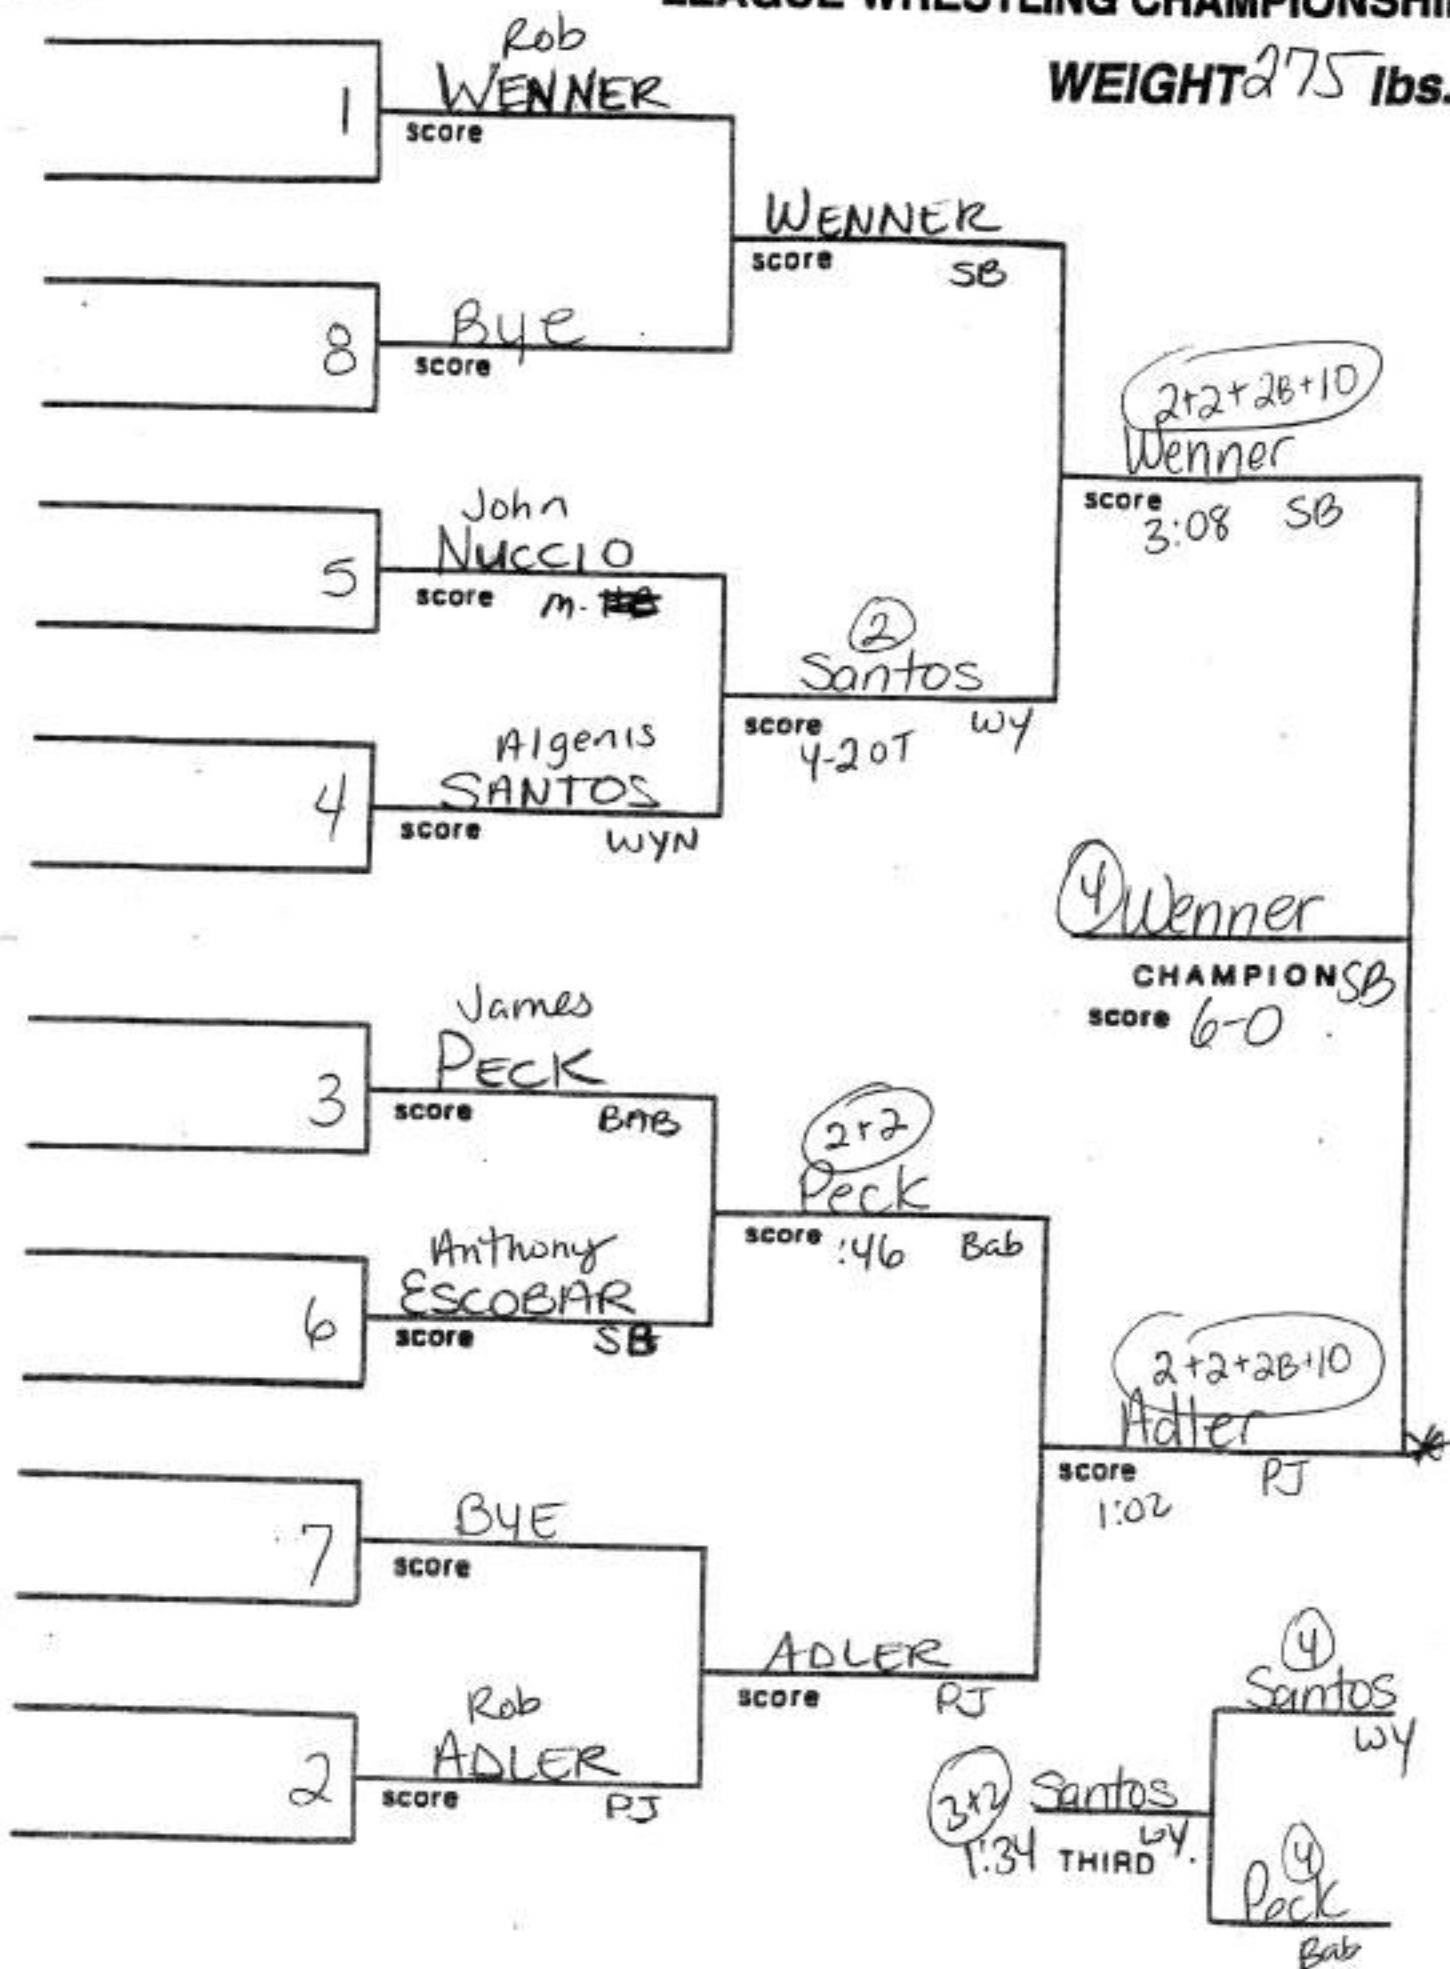 WEIGHT 275 lbs.
Rob
WENNER
1
score
WENNER
score
SB
8
Bye
score
2+2+2B+10
Wenner
score
3:08 SB
John
NUCCIO
5
score M.
2
Santos
score WY
4-2 OT
Algenis
SANTOS
4
score WYN
4 Wenner
CHAMPION SB
score 6-0
James
PECK
3
score BAB
2+2
Peck
score :46 Bab
Anthony
ESCOBAR
6
score SB
2+2+2B+10
Adler
score PJ
1:02
BYE
7
score
ADLER
score PJ
Rob
ADLER
2
score PJ
4
Santos
WY
3+2 Santos
WY.
1:34 THIRD
4
Peck
Bab